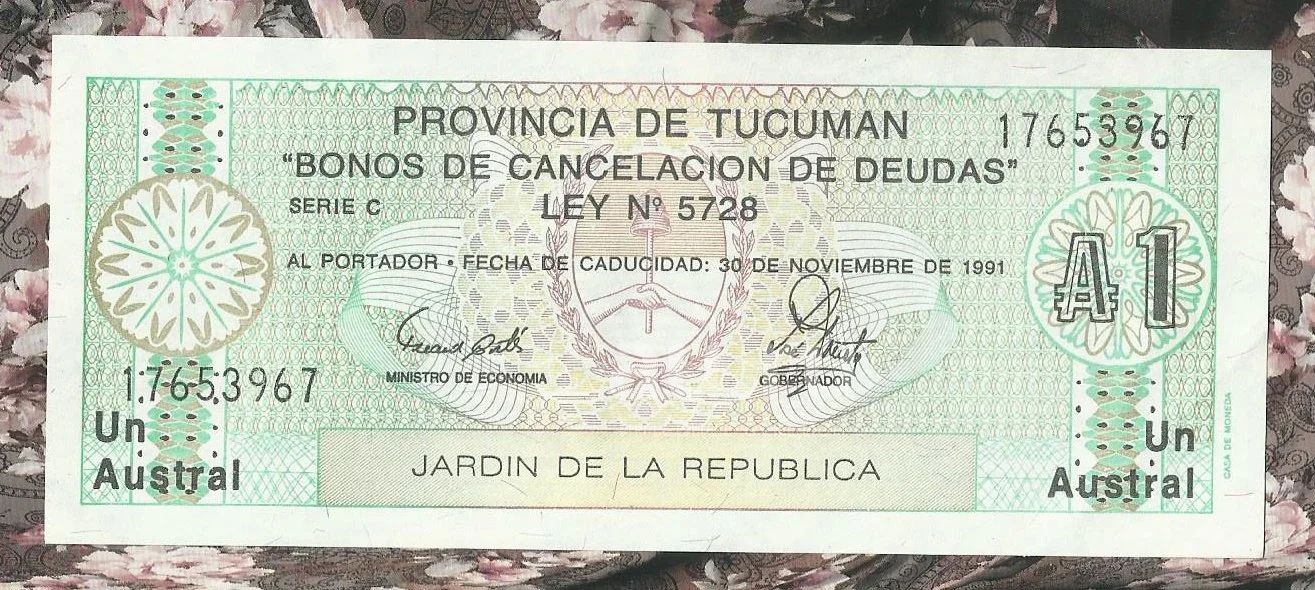 PROVINCIA DE TUCUMAN
17653967
"BONOS DE CANCELACION DE DEUDAS"
SERIE C
LEY Nº 5728
AL PORTADOR • FECHA DE CADUCIDAD: 30 DE NOVIEMBRE DE 1991
₳ 1
MINISTRO DE ECONOMIA
GOBERNADOR
17653967
Un
Austral
JARDIN DE LA REPUBLICA
Un
Austral
CASA DE MONEDA